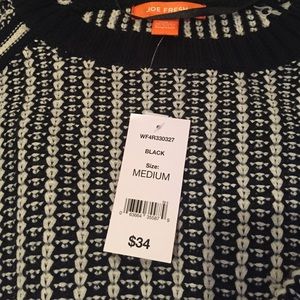 JOE FRESH
WF4R330327
BLACK
Size:
MEDIUM
$34